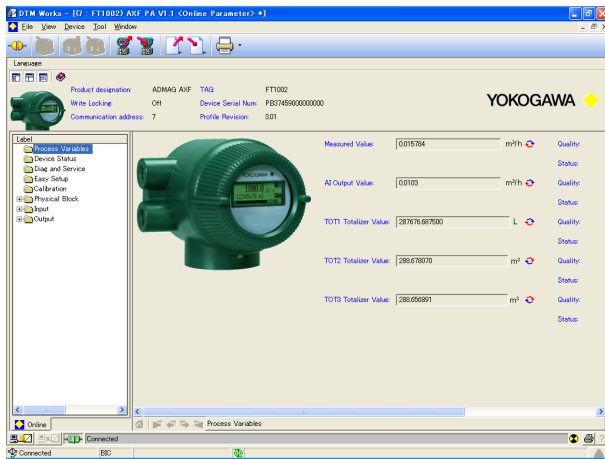 DTM Works - [(7 : FT1002) AXF PA V1.1 <Online Parameter> *]
File View Device Tool Window
Language
Product designation: ADMAG AXF TAG: FT1002
Write Locking: Off Device Serial Num: PB37459000000000
Communication address: 7 Profile Revision: 3.01
YOKOGAWA
Label
Process Variables
Device Status
Diag and Service
Easy Setup
Calibration
Physical Block
Input
Output
YOKOGAWA
Measured Value: 0.015784 m³/h Quality:
Status:
AI Output Value: 0.0103 m³/h Quality:
Status:
TOT1 Totalizer Value: 287676.687500 L Quality:
Status:
TOT2 Totalizer Value: 288.678070 m³ Quality:
Status:
TOT3 Totalizer Value: 288.656891 m³ Quality:
Status:
Online
Process Variables
Connected
Connected